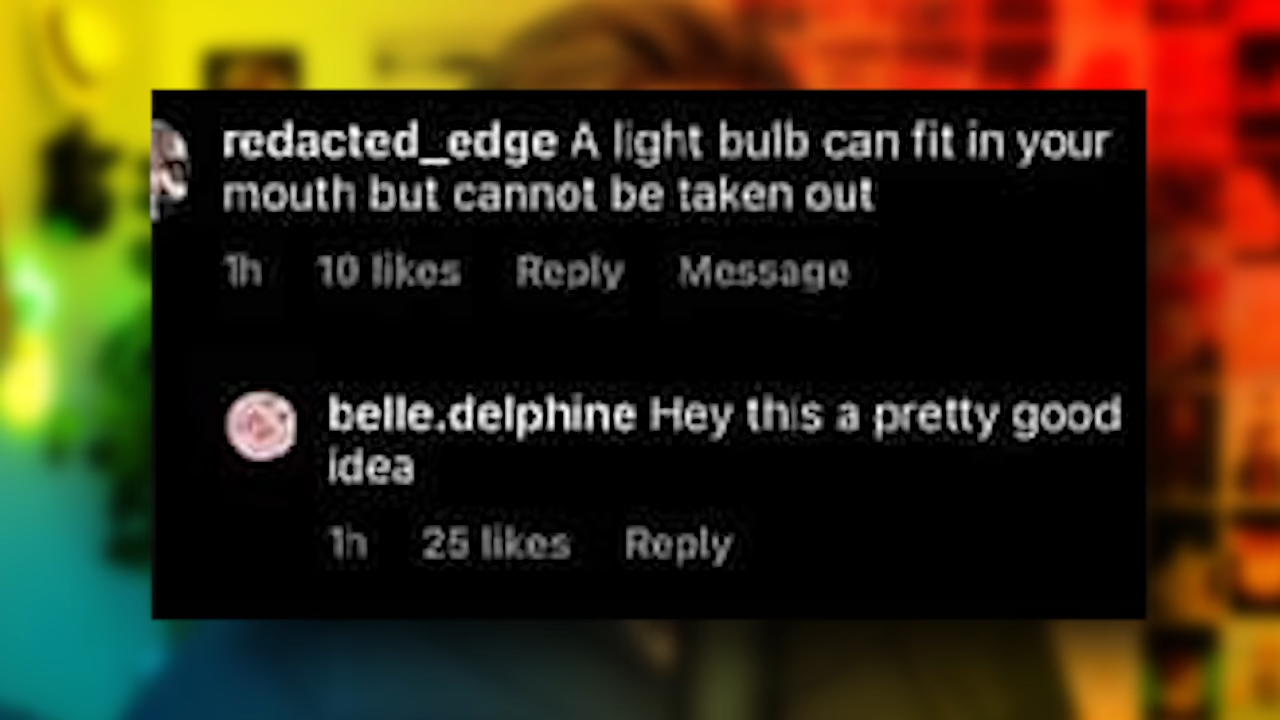 redacted_edge A light bulb can fit in your
mouth but cannot be taken out
1h 10 likes Reply Message
belle.delphine Hey this a pretty good
idea
1h 25 likes Reply